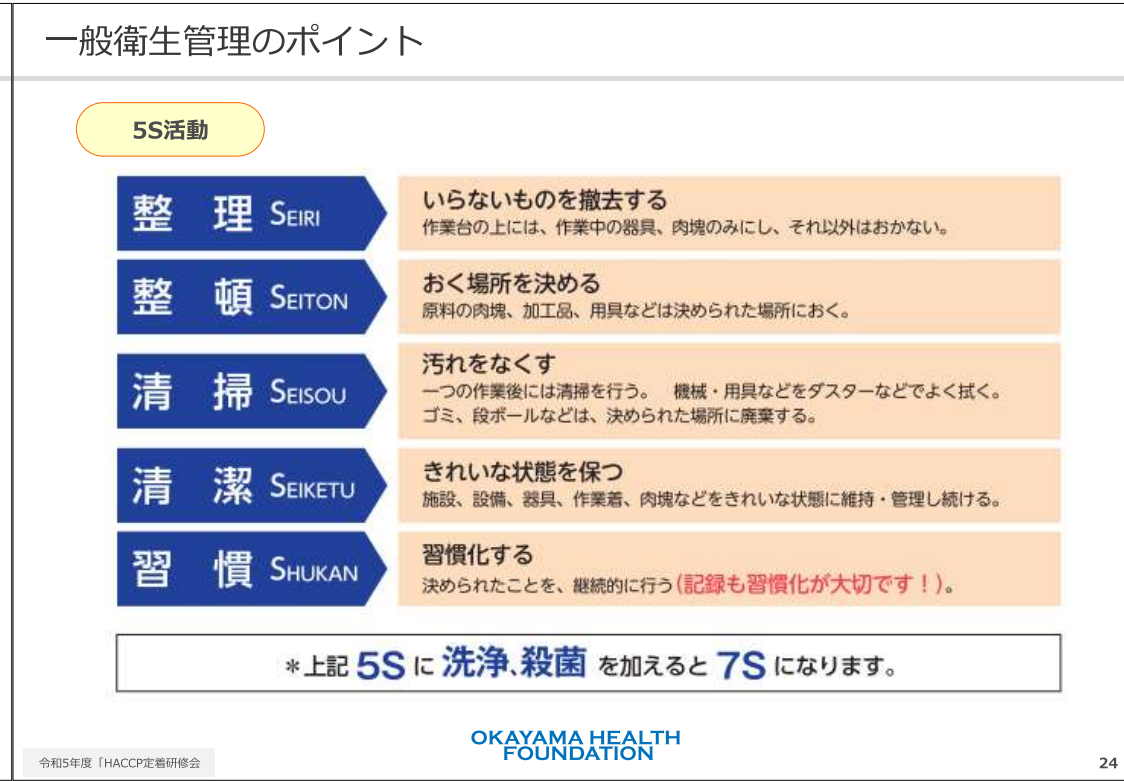 一般衛生管理のポイント
5S活動
整 理 SEIRI
いらないものを撤去する
作業台の上には、作業中の器具、肉塊のみにし、それ以外はおかない。
整 頓 SEITON
おく場所を決める
原料の肉塊、加工品、用具などは決められた場所におく。
清 掃 SEISOU
汚れをなくす
一つの作業後には清掃を行う。 機械・用具などをダスターなどでよく拭く。
ゴミ、段ボールなどは、決められた場所に廃棄する。
清 潔 SEIKETU
きれいな状態を保つ
施設、設備、器具、作業着、肉塊などをきれいな状態に維持・管理し続ける。
習 慣 SHUKAN
習慣化する
決められたことを、継続的に行う(記録も習慣化が大切です！)。
＊上記 5S に 洗浄、殺菌 を加えると 7S になります。
OKAYAMA HEALTH
FOUNDATION
令和5年度「HACCP定着研修会
24